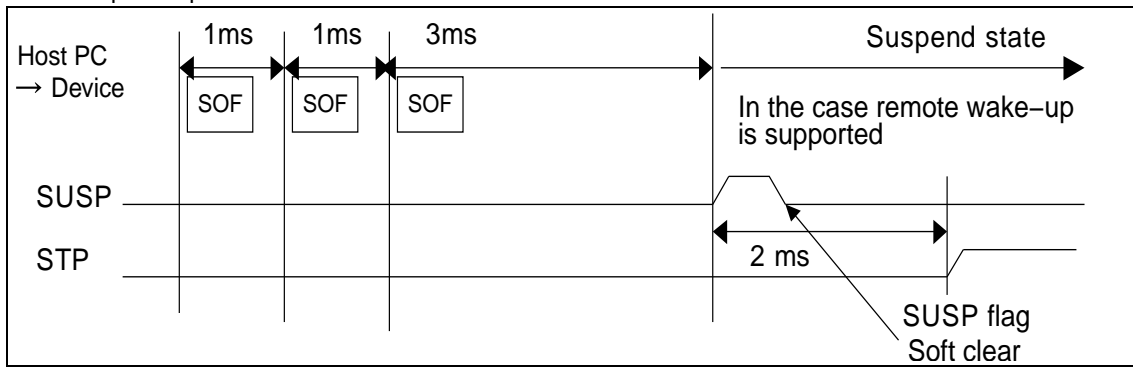 1ms
1ms
3ms
Suspend state
Host PC
→ Device
SOF
SOF
SOF
In the case remote wake–up
is supported
SUSP
STP
2 ms
SUSP flag
Soft clear